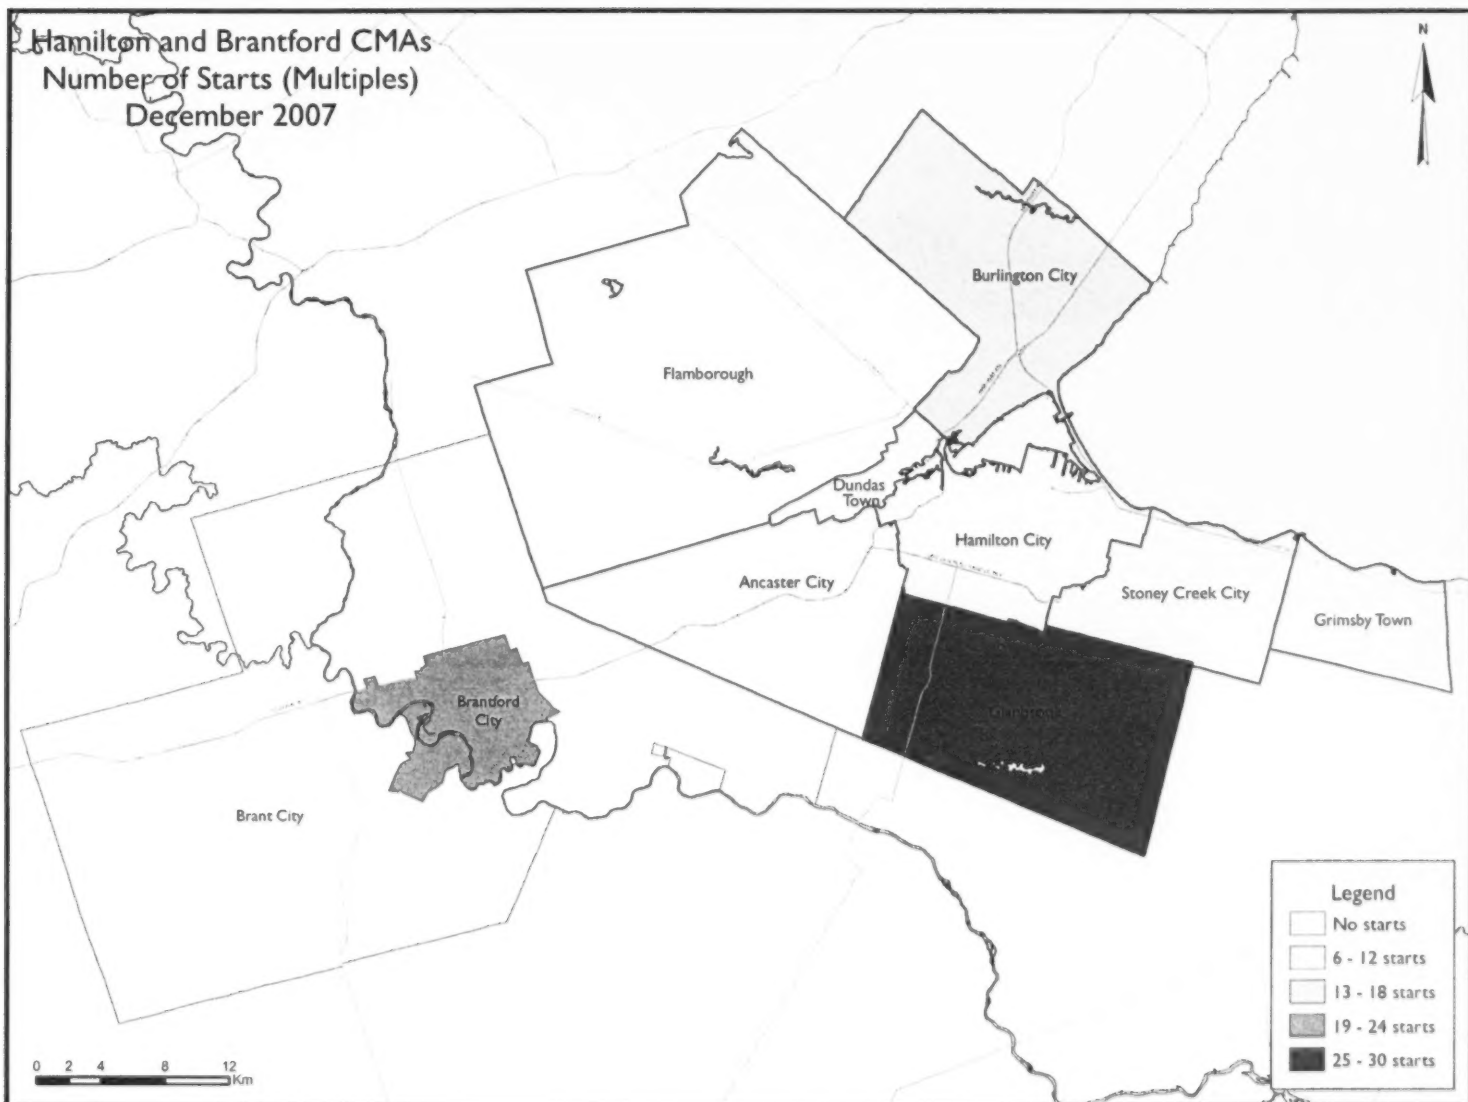 Hamilton and Brantford CMAs
Number of Starts (Multiples)
December 2007
N
Burlington City
Flamborough
Dundas
Town
Hamilton City
Ancaster City
Stoney Creek City
Grimsby Town
Brantford
City
Brant City
Legend
No starts
6 - 12 starts
13 - 18 starts
19 - 24 starts
25 - 30 starts
0 2 4 8 12
Km